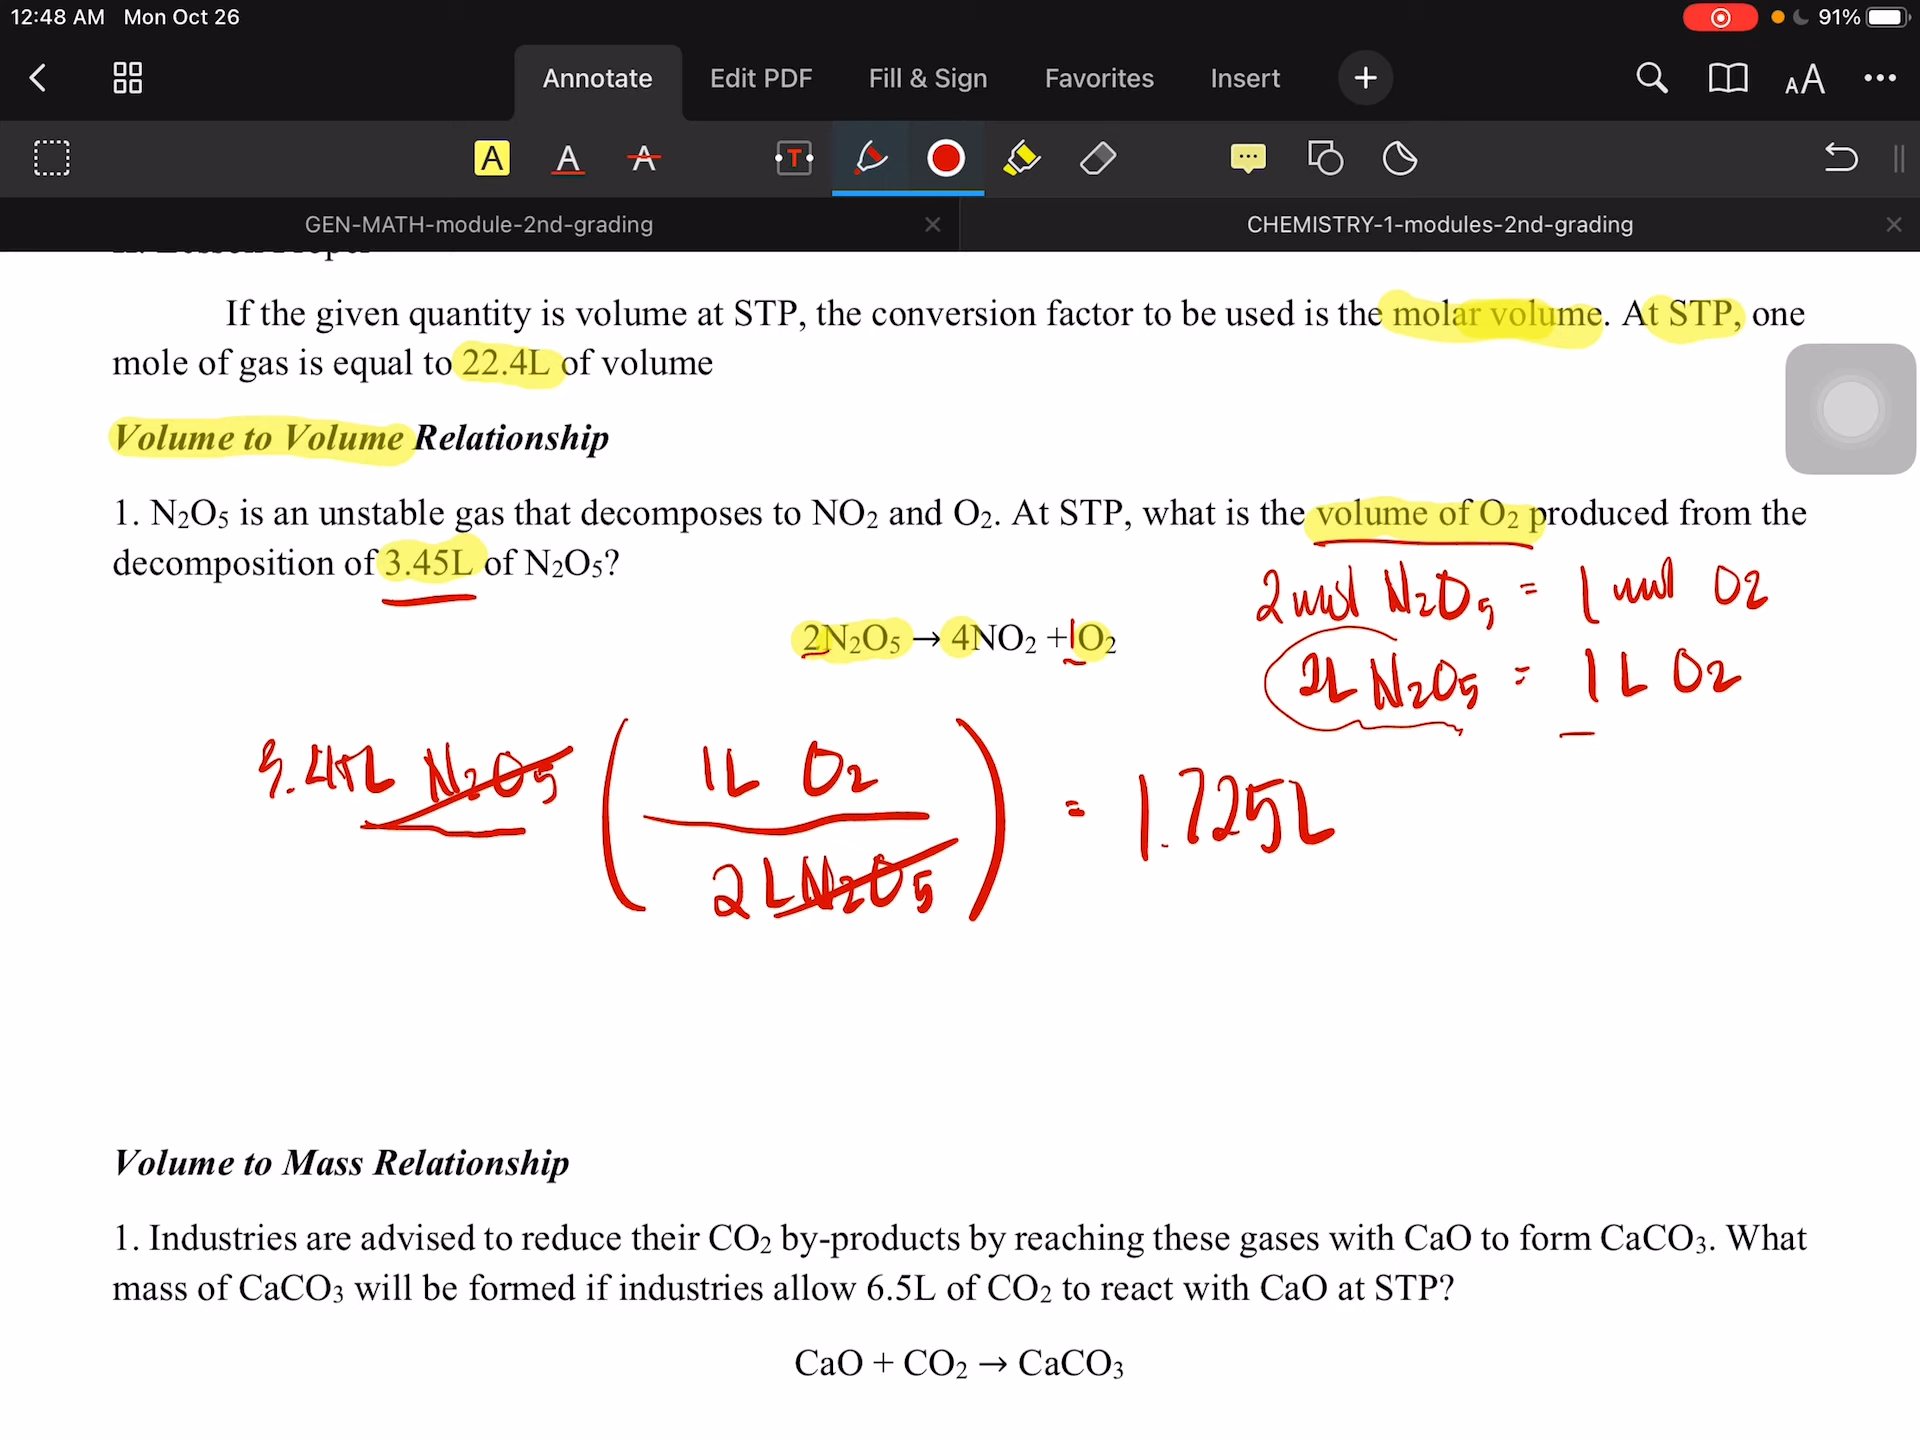 12:48 AM Mon Oct 26
91%
Annotate Edit PDF Fill & Sign Favorites Insert
GEN-MATH-module-2nd-grading
CHEMISTRY-1-modules-2nd-grading
If the given quantity is volume at STP, the conversion factor to be used is the molar volume. At STP, one
mole of gas is equal to 22.4L of volume
Volume to Volume Relationship
1. N2O5 is an unstable gas that decomposes to NO2 and O2. At STP, what is the volume of O2 produced from the
decomposition of 3.45L of N2O5?
2 mol N2O5 = 1 mol O2
2N2O5 → 4NO2 + 1 O2
2L N2O5 = 1 L O2
3.45L N2O5 ( 1L O2
2 L N2O5 ) = 1.725L
Volume to Mass Relationship
1. Industries are advised to reduce their CO2 by-products by reaching these gases with CaO to form CaCO3. What
mass of CaCO3 will be formed if industries allow 6.5L of CO2 to react with CaO at STP?
CaO + CO2 → CaCO3